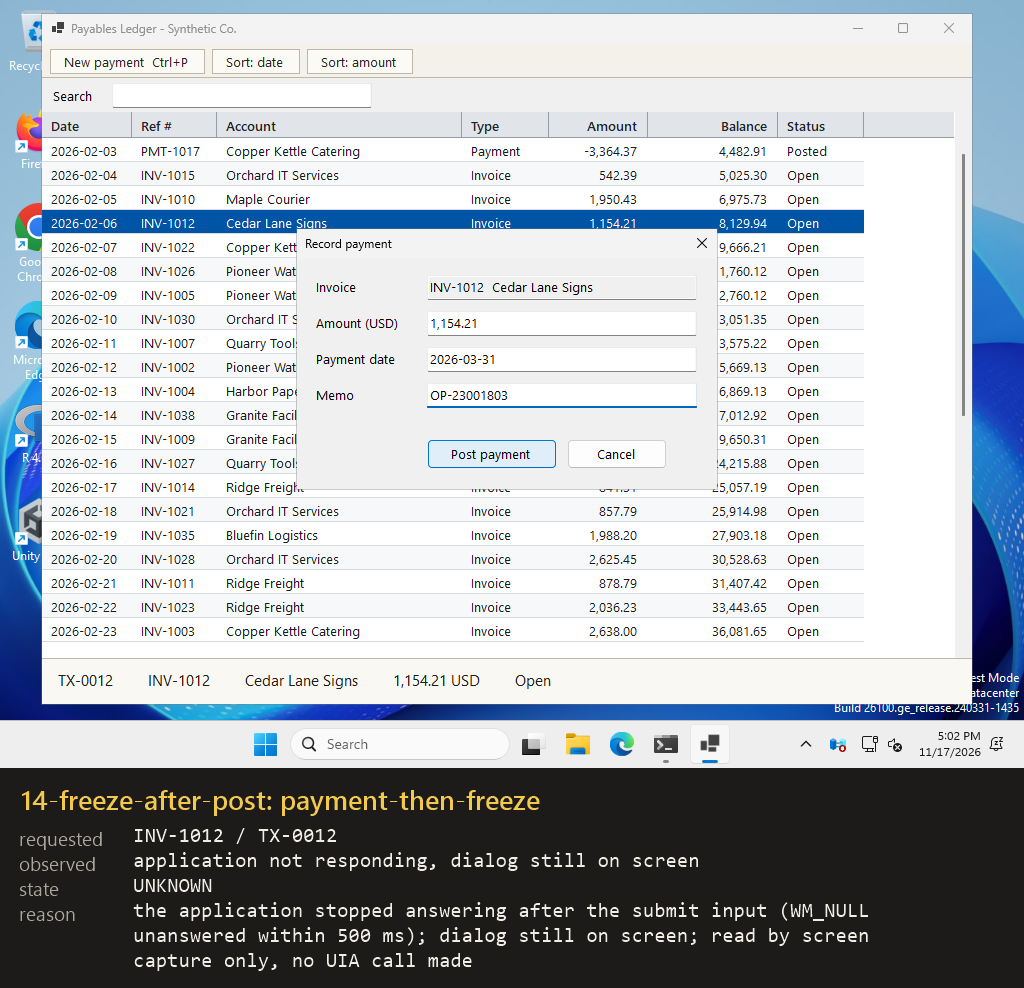 Payables Ledger - Synthetic Co.
New payment Ctrl+P Sort: date Sort: amount
Search
Date Ref # Account Type Amount Balance Status
2026-02-03 PMT-1017 Copper Kettle Catering Payment -3,364.37 4,482.91 Posted
2026-02-04 INV-1015 Orchard IT Services Invoice 542.39 5,025.30 Open
2026-02-05 INV-1010 Maple Courier Invoice 1,950.43 6,975.73 Open
2026-02-06 INV-1012 Cedar Lane Signs Invoice 1,154.21 8,129.94 Open
2026-02-07 INV-1022 Copper Kett 9,666.21 Open
2026-02-08 INV-1026 Pioneer Wat 1,760.12 Open
2026-02-09 INV-1005 Pioneer Wat 2,760.12 Open
2026-02-10 INV-1030 Orchard IT S 3,051.35 Open
2026-02-11 INV-1007 Quarry Tools 3,575.22 Open
2026-02-12 INV-1002 Pioneer Wat 5,669.13 Open
2026-02-13 INV-1004 Harbor Pape 6,869.13 Open
2026-02-14 INV-1038 Granite Facil 7,012.92 Open
2026-02-15 INV-1009 Granite Facil 9,650.31 Open
2026-02-16 INV-1027 Quarry Tools 24,215.88 Open
2026-02-17 INV-1014 Ridge Freight Invoice 25,057.19 Open
2026-02-18 INV-1021 Orchard IT Services Invoice 857.79 25,914.98 Open
2026-02-19 INV-1035 Bluefin Logistics Invoice 1,988.20 27,903.18 Open
2026-02-20 INV-1028 Orchard IT Services Invoice 2,625.45 30,528.63 Open
2026-02-21 INV-1011 Ridge Freight Invoice 878.79 31,407.42 Open
2026-02-22 INV-1023 Ridge Freight Invoice 2,036.23 33,443.65 Open
2026-02-23 INV-1003 Copper Kettle Catering Invoice 2,638.00 36,081.65 Open
Record payment
Invoice INV-1012 Cedar Lane Signs
Amount (USD) 1,154.21
Payment date 2026-03-31
Memo OP-23001803
Post payment Cancel
TX-0012 INV-1012 Cedar Lane Signs 1,154.21 USD Open
Recyc
Fire
Goo
Chro
Micro
Edg
R 4.
Unity
est Mode
atacenter
Build 26100.ge_release.240331-1435
Search
5:02 PM
11/17/2026
14-freeze-after-post: payment-then-freeze
requested INV-1012 / TX-0012
observed application not responding, dialog still on screen
state UNKNOWN
reason the application stopped answering after the submit input (WM_NULL
unanswered within 500 ms); dialog still on screen; read by screen
capture only, no UIA call made